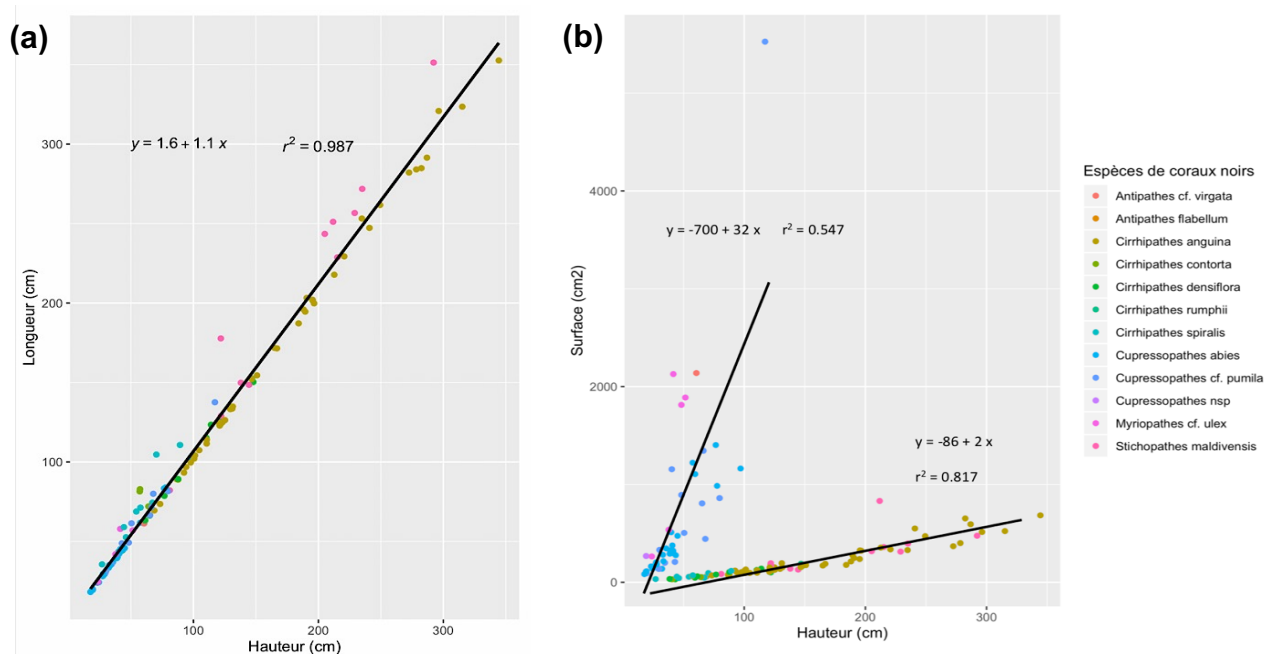 (a)
y = 1.6 + 1.1 x
r² = 0.987
Longueur (cm)
300
200
100
100
200
300
Hauteur (cm)
(b)
y = -700 + 32 x
r² = 0.547
y = -86 + 2 x
r² = 0.817
Surface (cm2)
4000
2000
0
100
200
300
Hauteur (cm)
Espèces de coraux noirs
Antipathes cf. virgata
Antipathes flabellum
Cirrhipathes anguina
Cirrhipathes contorta
Cirrhipathes densiflora
Cirrhipathes rumphii
Cirrhipathes spiralis
Cupressopathes abies
Cupressopathes cf. pumila
Cupressopathes nsp
Myriopathes cf. ulex
Stichopathes maldivensis